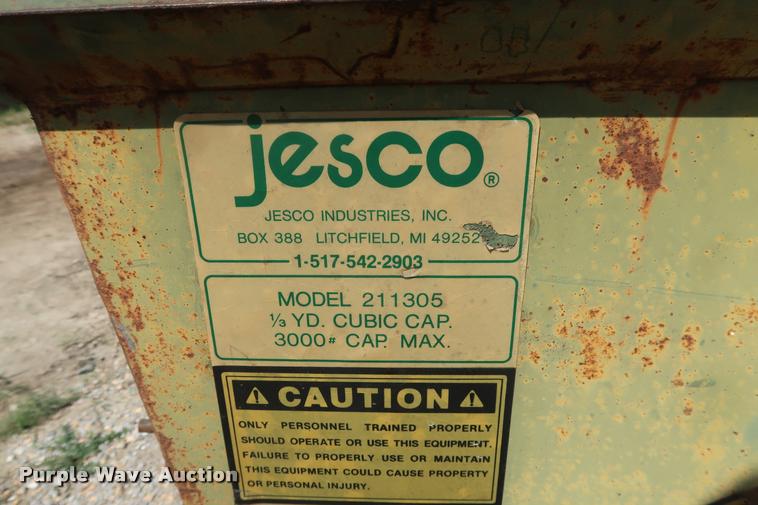 jesco®
JESCO INDUSTRIES, INC.
BOX 388 LITCHFIELD, MI 49252
1-517-542-2903
MODEL 211305
⅓ YD. CUBIC CAP.
3000# CAP. MAX.
CAUTION
ONLY PERSONNEL TRAINED PROPERLY
SHOULD OPERATE OR USE THIS EQUIPMENT.
FAILURE TO PROPERLY USE OR MAINTAIN
THIS EQUIPMENT COULD CAUSE PROPERTY
OR PERSONAL INJURY.
Purple Wave Auction